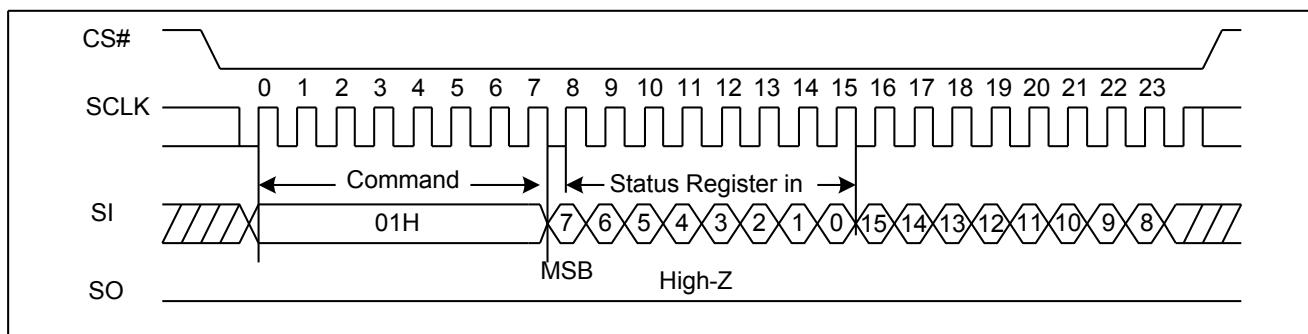 CS#
0 1 2 3 4 5 6 7 8 9 10 11 12 13 14 15 16 17 18 19 20 21 22 23
SCLK
Command Status Register in
SI 01H 7 6 5 4 3 2 1 0 15 14 13 12 11 10 9 8
MSB
High-Z
SO